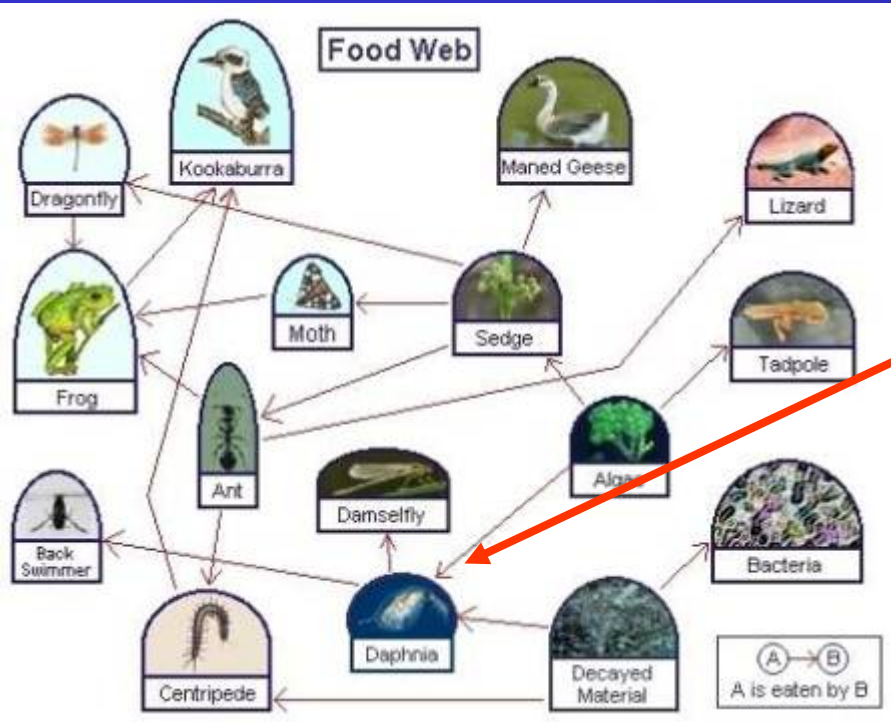 Food Web
Kookaburra
Maned Geese
Dragonfly
Lizard
Moth
Sedge
Tadpole
Frog
Ant
Algae
Damselfly
Back
Swimmer
Bacteria
Daphnia
Centripede
Decayed
Material
A B
A is eaten by B